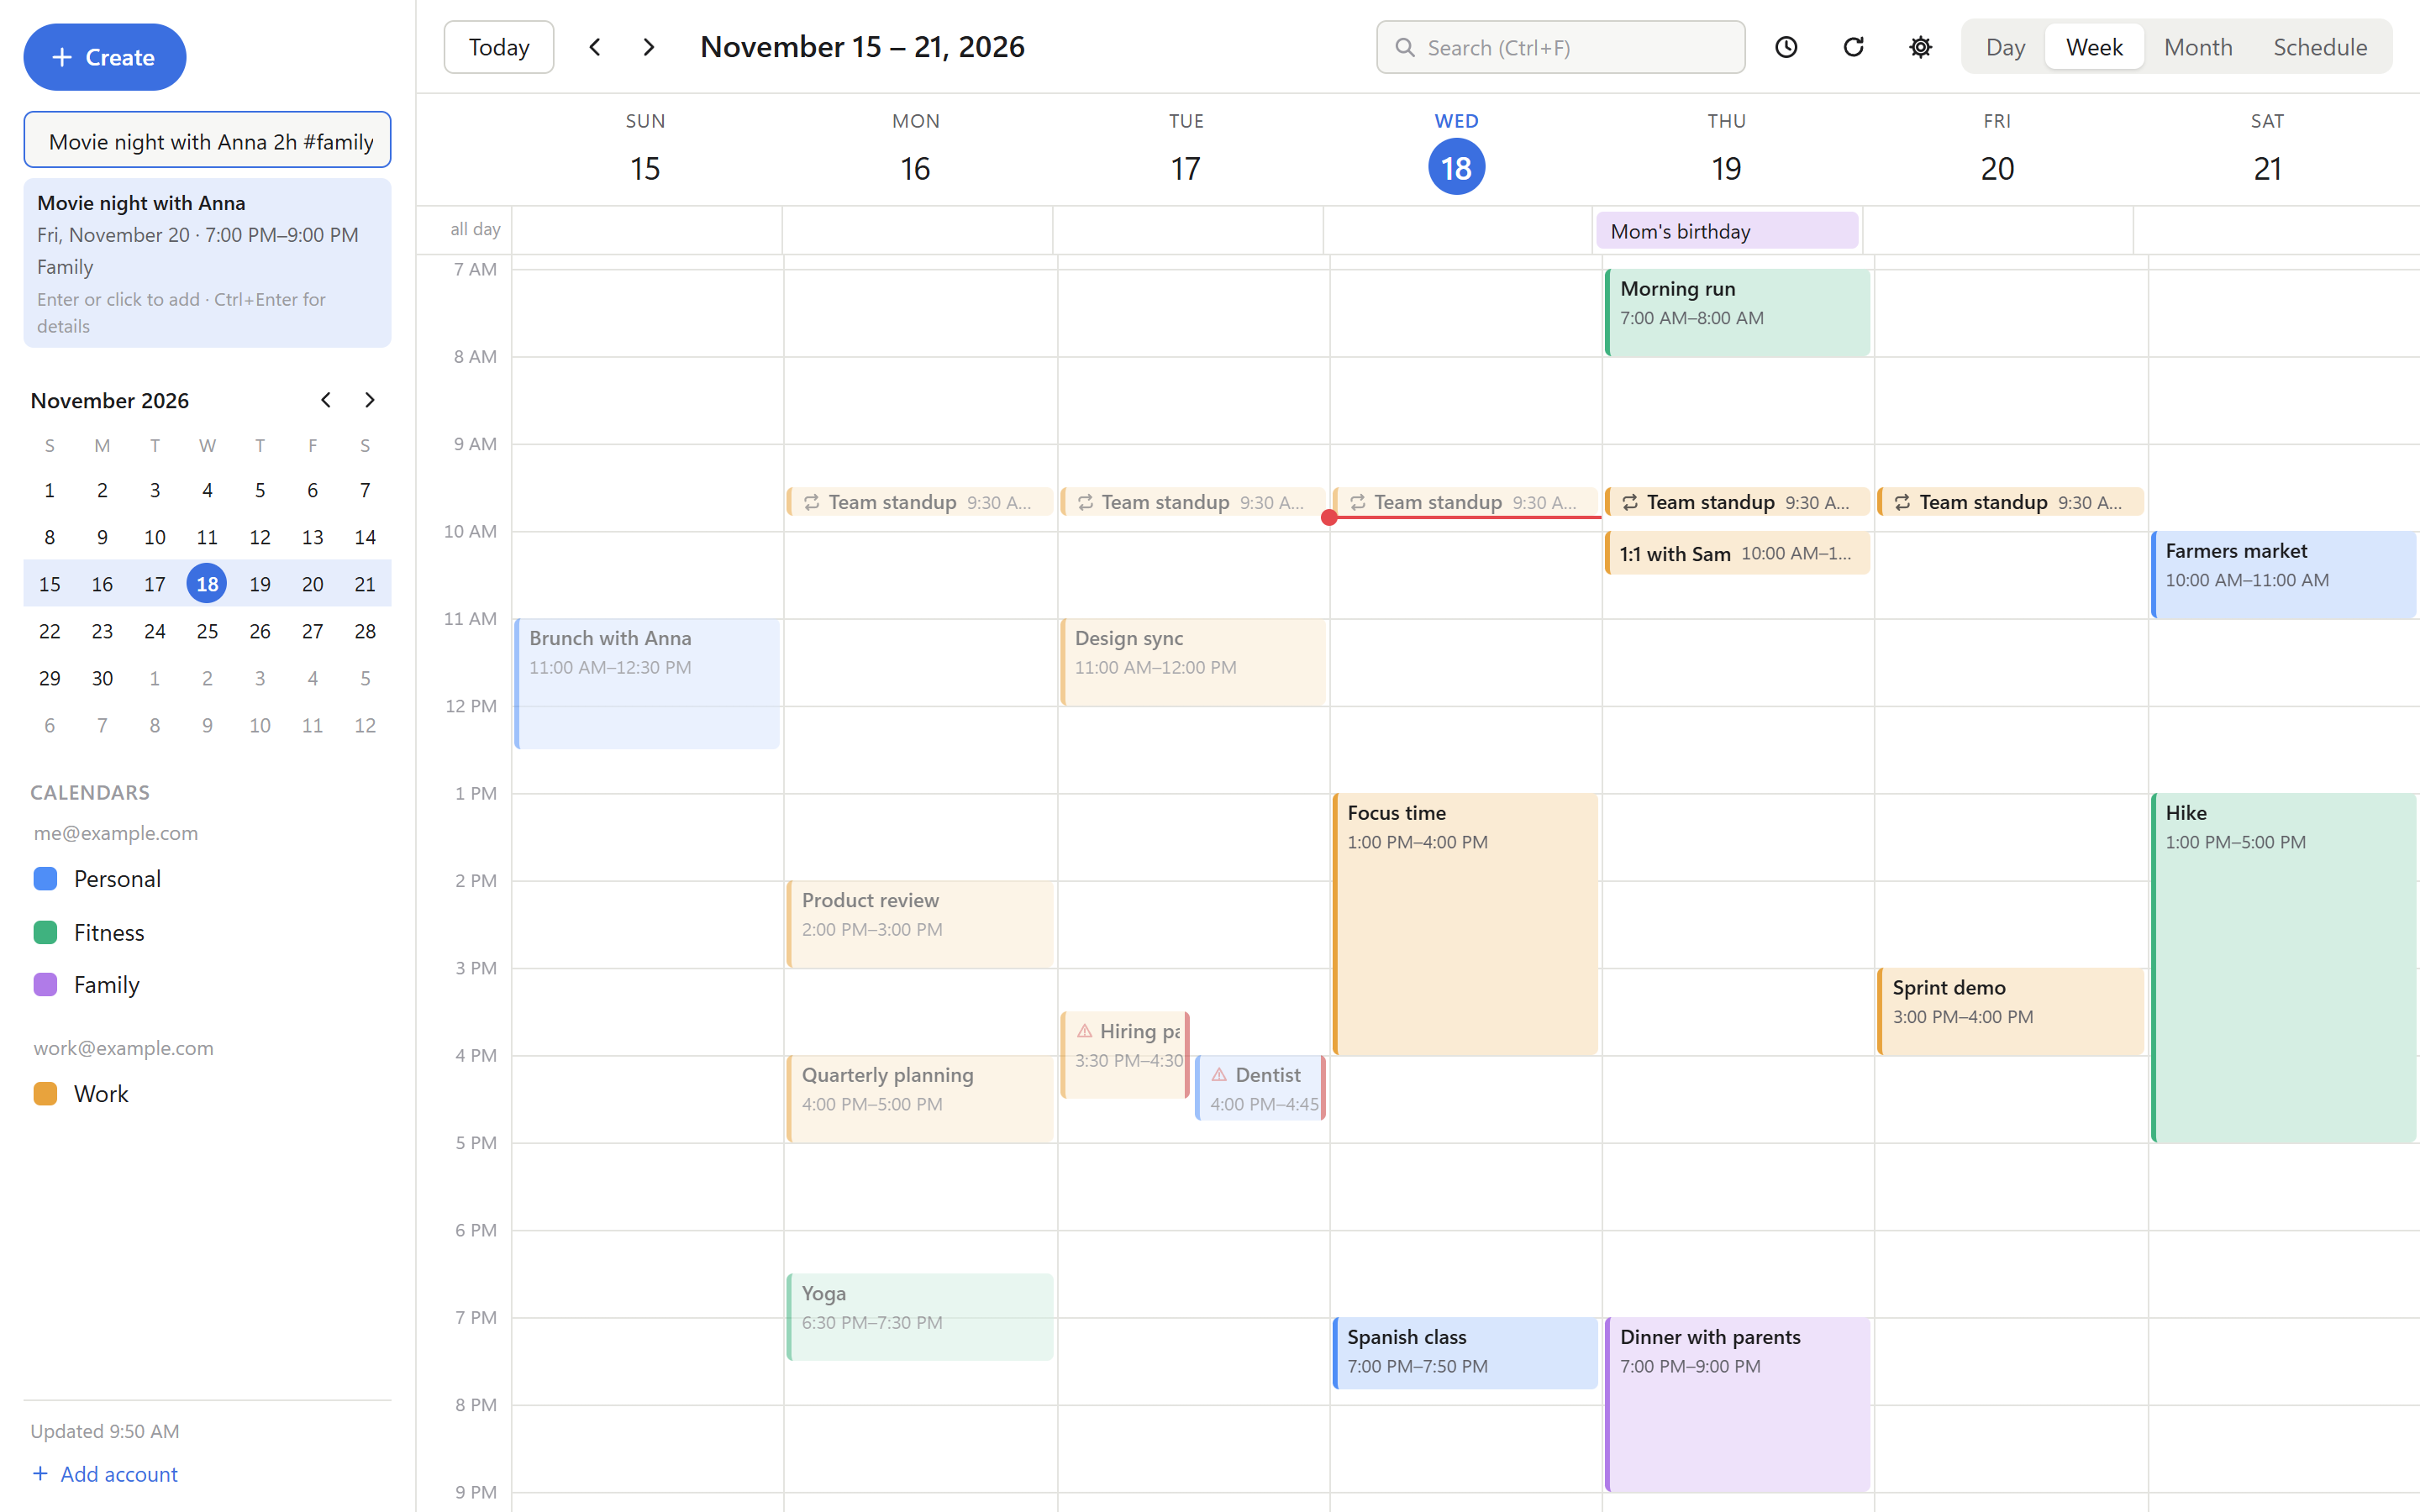 Create
Movie night with Anna 2h #family
Movie night with Anna
Fri, November 20 · 7:00 PM–9:00 PM
Family
Enter or click to add · Ctrl+Enter for
details
November 2026
S M T W T F S
1 2 3 4 5 6 7
8 9 10 11 12 13 14
15 16 17 18 19 20 21
22 23 24 25 26 27 28
29 30 1 2 3 4 5
6 7 8 9 10 11 12
CALENDARS
me@example.com
Personal
Fitness
Family
work@example.com
Work
Updated 9:50 AM
Add account
Today
November 15 – 21, 2026
Search (Ctrl+F)
Day Week Month Schedule
SUN MON TUE WED THU FRI SAT
15 16 17 18 19 20 21
all day
Mom's birthday
7 AM
8 AM
9 AM
10 AM
11 AM
12 PM
1 PM
2 PM
3 PM
4 PM
5 PM
6 PM
7 PM
8 PM
9 PM
Brunch with Anna
11:00 AM–12:30 PM
Team standup 9:30 A...
Product review
2:00 PM–3:00 PM
Quarterly planning
4:00 PM–5:00 PM
Yoga
6:30 PM–7:30 PM
Team standup 9:30 A...
Design sync
11:00 AM–12:00 PM
Hiring pa
3:30 PM–4:30
Dentist
4:00 PM–4:45
Team standup 9:30 A...
Focus time
1:00 PM–4:00 PM
Spanish class
7:00 PM–7:50 PM
Morning run
7:00 AM–8:00 AM
Team standup 9:30 A...
1:1 with Sam 10:00 AM–1...
Dinner with parents
7:00 PM–9:00 PM
Team standup 9:30 A...
Sprint demo
3:00 PM–4:00 PM
Farmers market
10:00 AM–11:00 AM
Hike
1:00 PM–5:00 PM